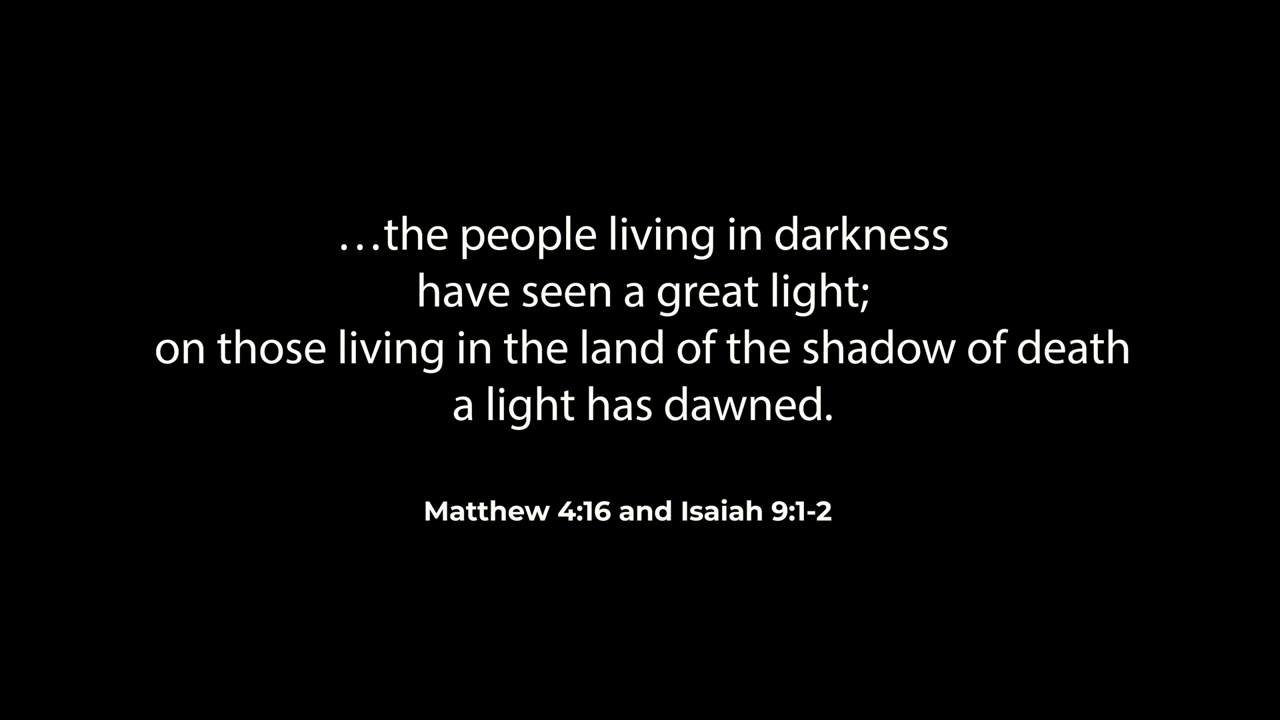 …the people living in darkness
have seen a great light;
on those living in the land of the shadow of death
a light has dawned.
Matthew 4:16 and Isaiah 9:1-2